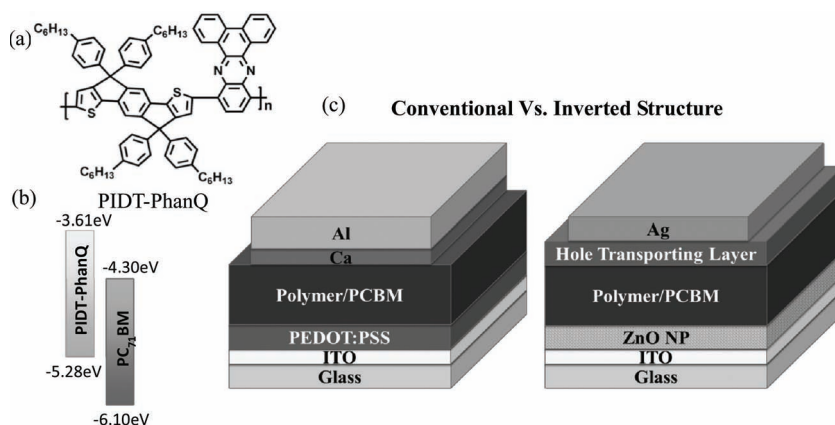 (a)
C₆H₁₃
C₆H₁₃
N
N
S
S
n
C₆H₁₃
C₆H₁₃
PIDT-PhanQ
(b)
-3.61eV
PIDT-PhanQ
-5.28eV
-4.30eV
PC₇₁BM
-6.10eV
(c)
Conventional Vs. Inverted Structure
Al
Ca
Polymer/PCBM
PEDOT:PSS
ITO
Glass
Ag
Hole Transporting Layer
Polymer/PCBM
ZnO NP
ITO
Glass